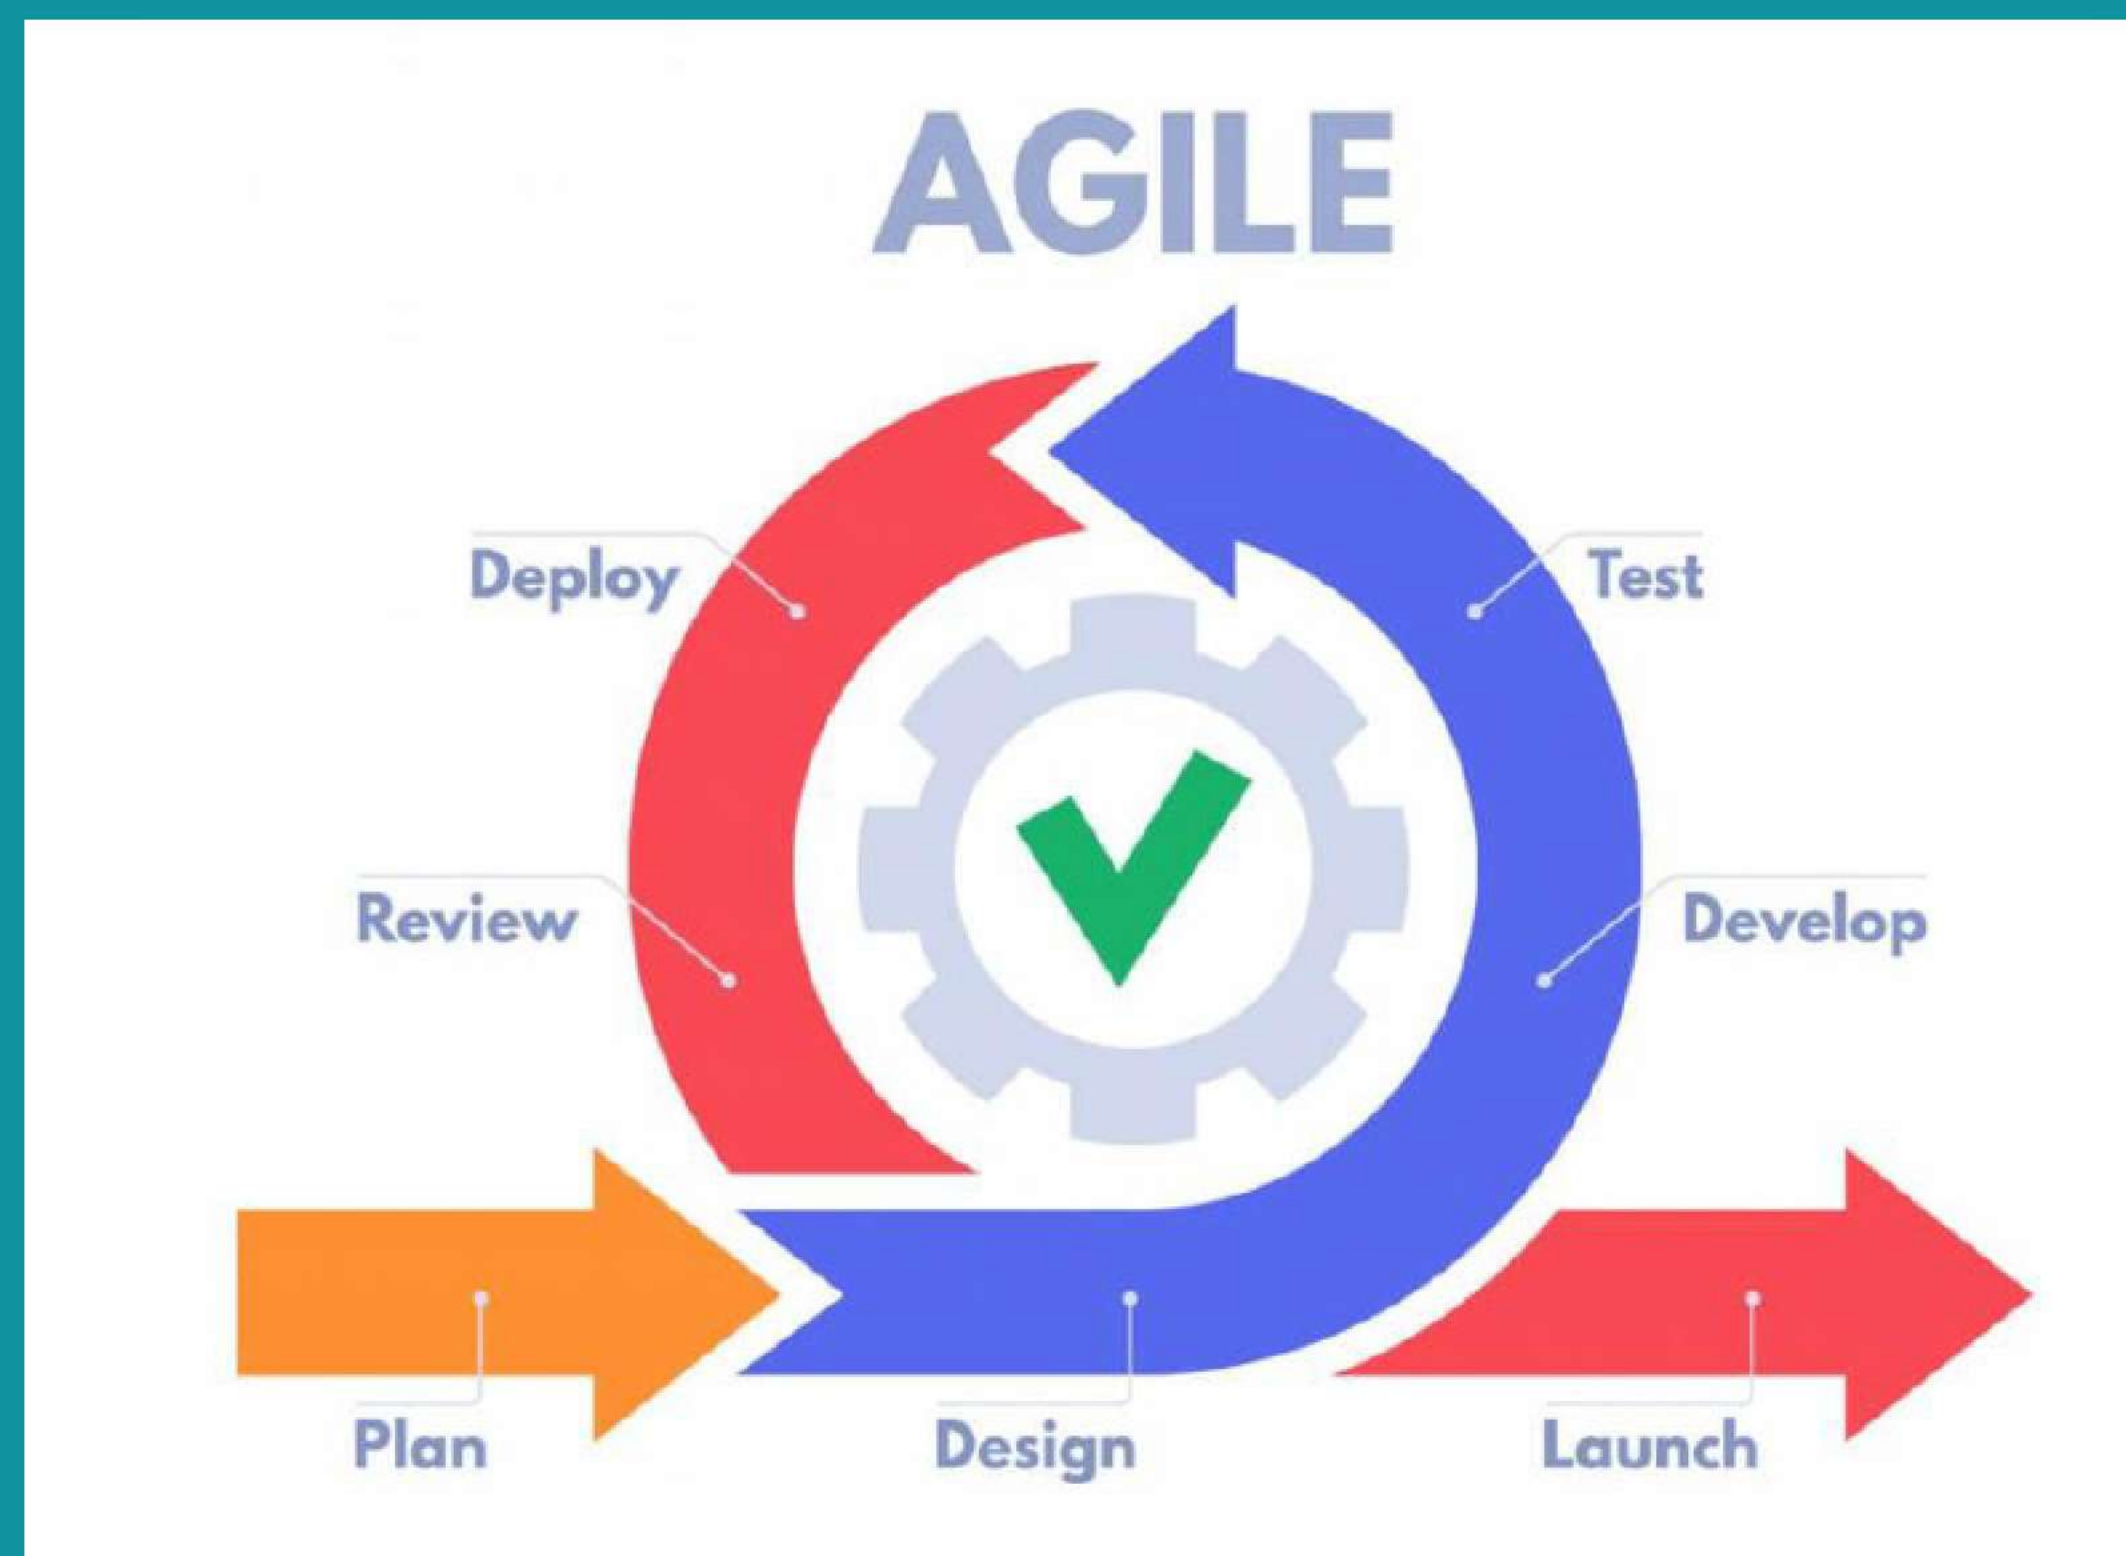 AGILE
Deploy
Test
Review
Develop
Plan
Design
Launch